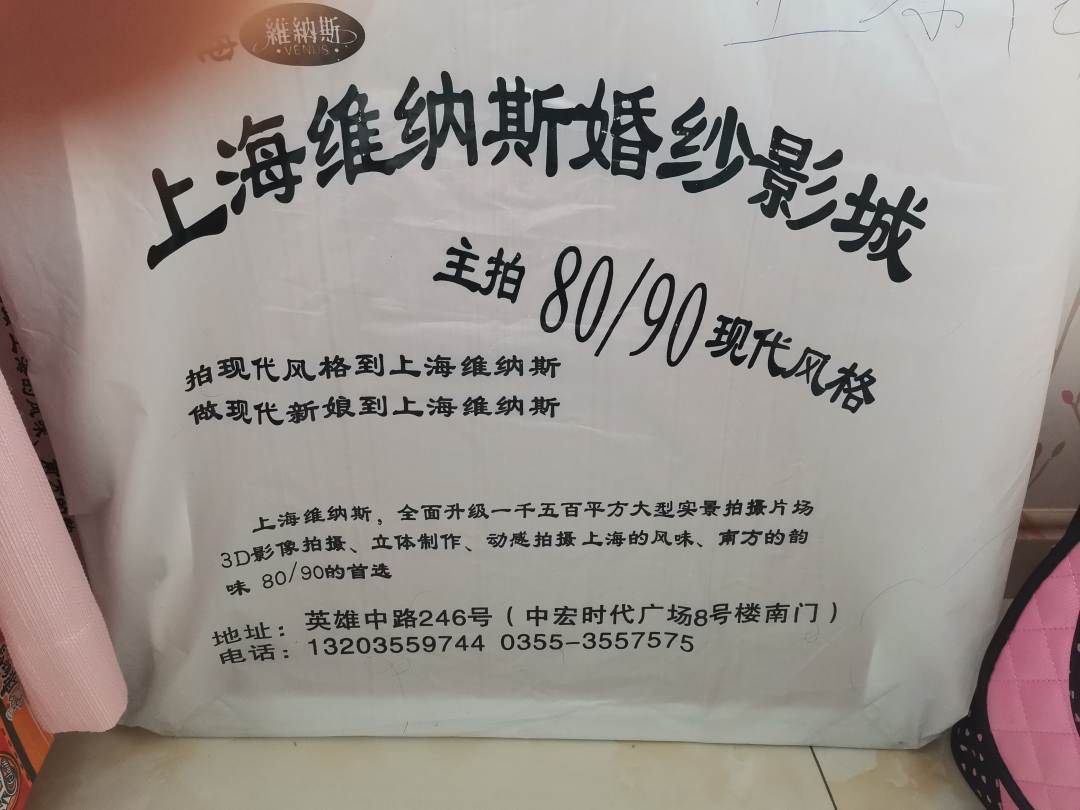 維納斯
·VENUS·
上海维纳斯婚纱影城
主拍 80/90 现代风格
拍现代风格到上海维纳斯
做现代新娘到上海维纳斯
上海维纳斯，全面升级一千五百平方大型实景拍摄片场
3D影像拍摄、立体制作、动感拍摄上海的风味、南方的韵
味 80/90的首选
地址：英雄中路246号（中宏时代广场8号楼南门）
电话：13203559744 0355-3557575